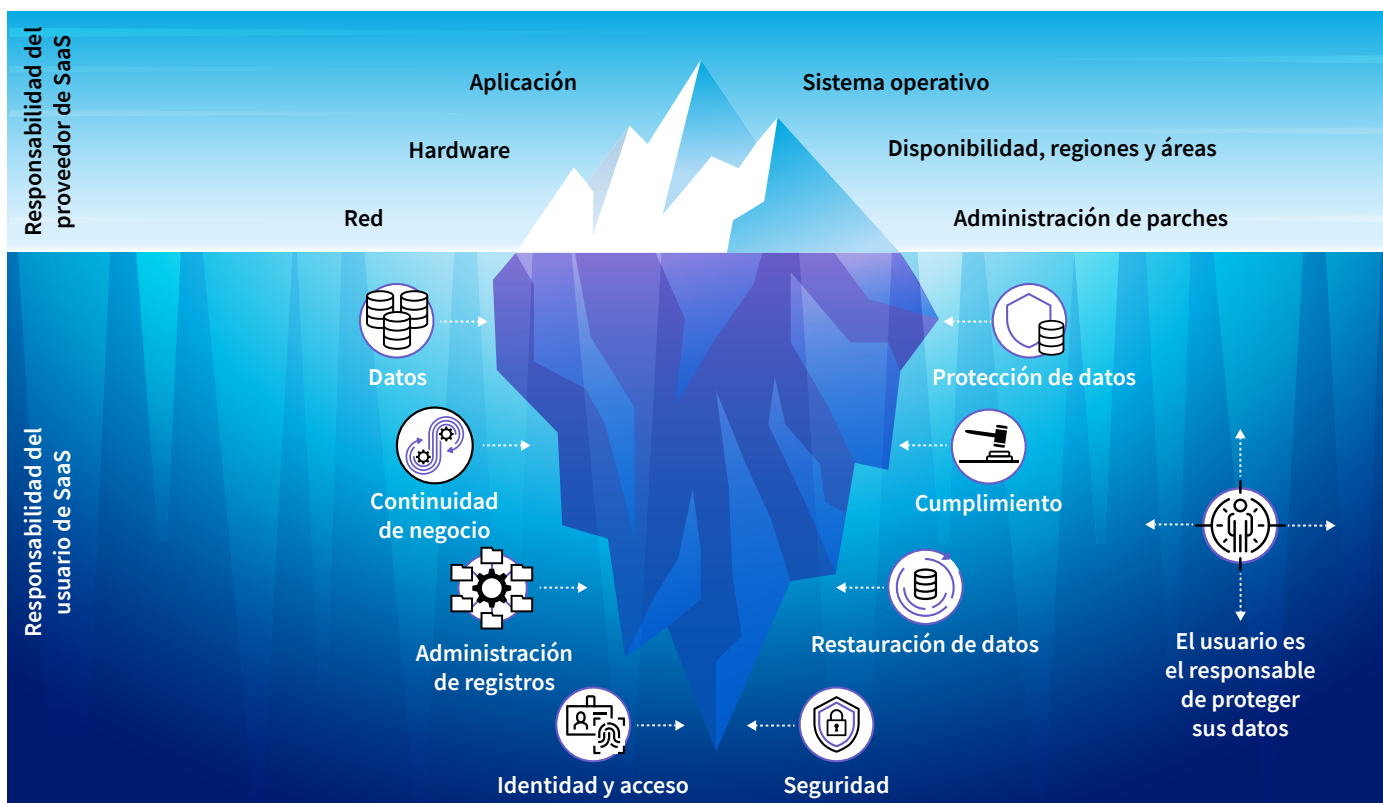 Responsabilidad del
proveedor de SaaS
Aplicación
Sistema operativo
Hardware
Disponibilidad, regiones y áreas
Red
Administración de parches
Responsabilidad del
usuario de SaaS
Datos
Protección de datos
Continuidad
de negocio
Cumplimiento
Administración
de registros
Restauración de datos
El usuario es
el responsable
de proteger
sus datos
Identidad y acceso
Seguridad